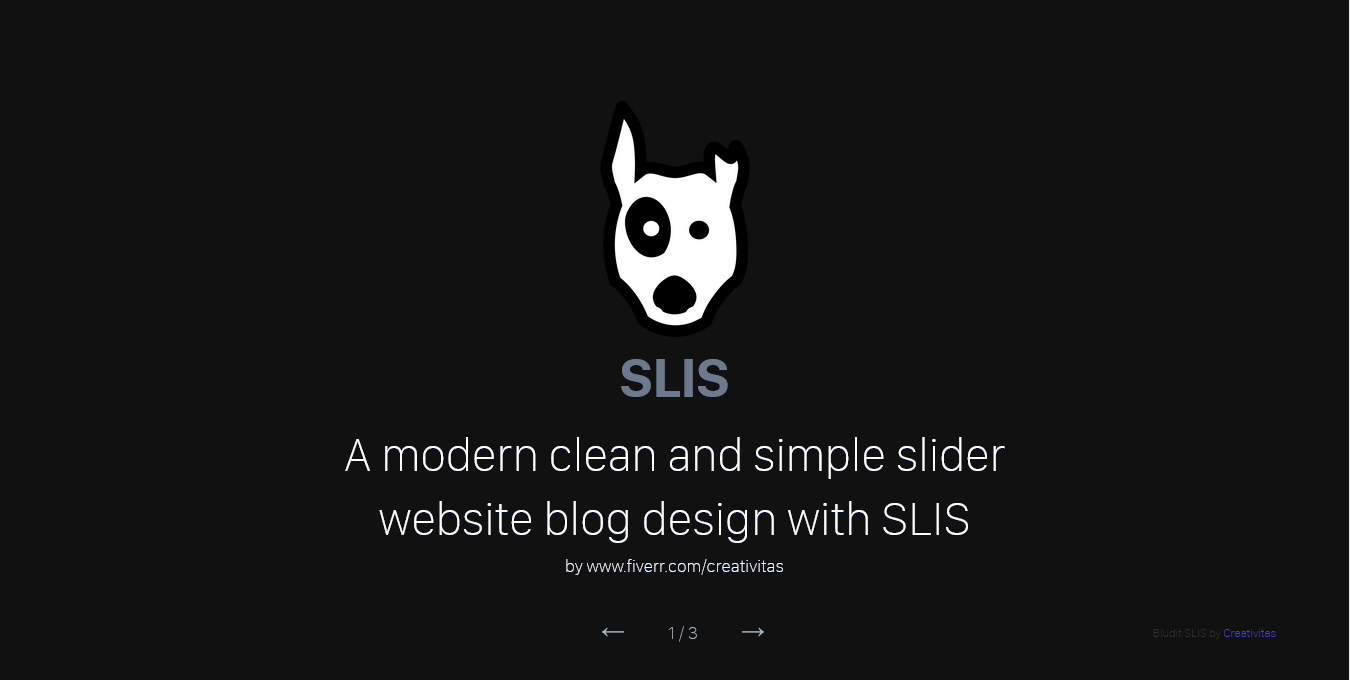 SLIS
A modern clean and simple slider
website blog design with SLIS
by www.fiverr.com/creativitas
← 1 / 3 →
Bludit SLIS by Creativitas